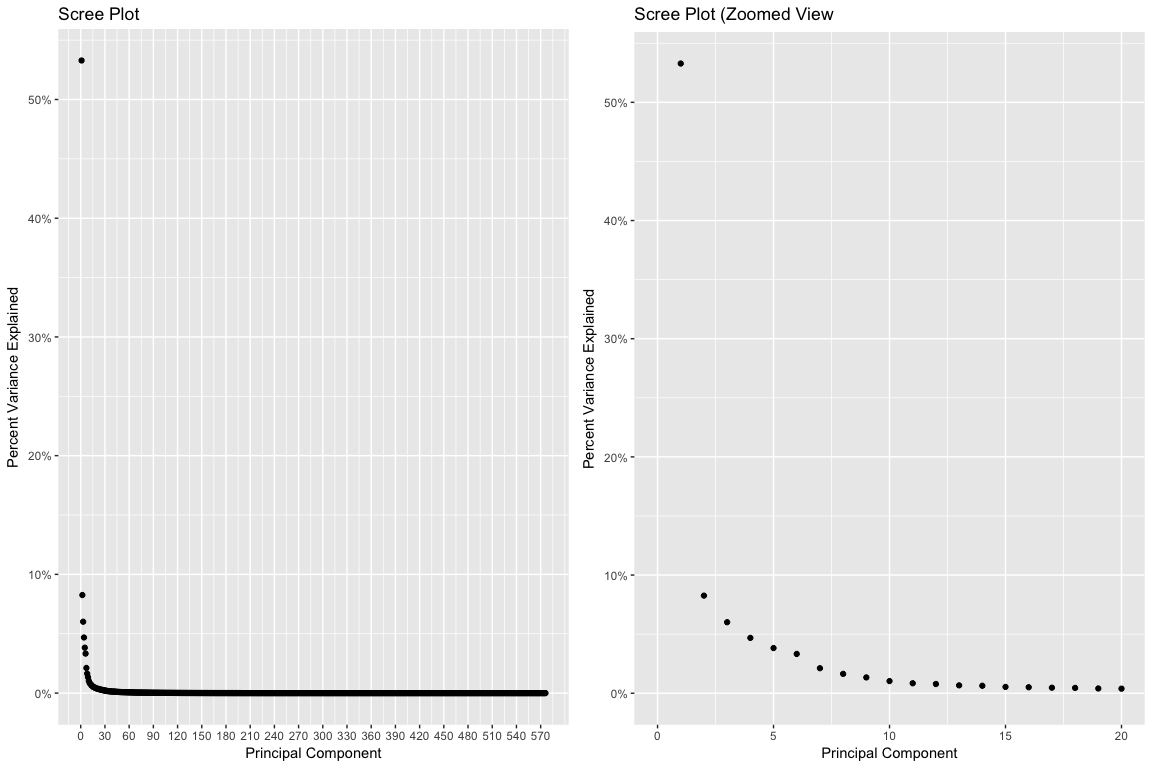 Scree Plot
50%
40%
30%
20%
10%
0%
Percent Variance Explained
0 30 60 90 120 150 180 210 240 270 300 330 360 390 420 450 480 510 540 570
Principal Component
Scree Plot (Zoomed View
50%
40%
30%
20%
10%
0%
Percent Variance Explained
0 5 10 15 20
Principal Component